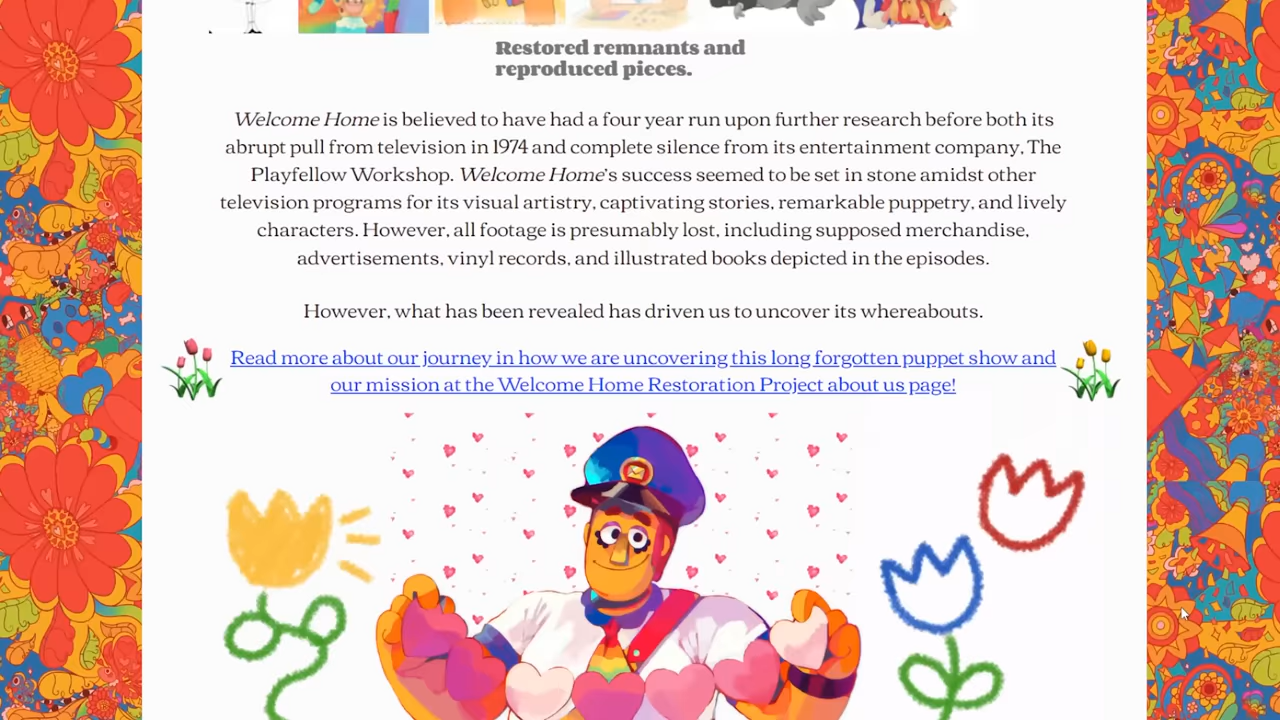 Restored remnants and
reproduced pieces.
Welcome Home is believed to have had a four year run upon further research before both its
abrupt pull from television in 1974 and complete silence from its entertainment company, The
Playfellow Workshop. Welcome Home's success seemed to be set in stone amidst other
television programs for its visual artistry, captivating stories, remarkable puppetry, and lively
characters. However, all footage is presumably lost, including supposed merchandise,
advertisements, vinyl records, and illustrated books depicted in the episodes.
However, what has been revealed has driven us to uncover its whereabouts.
Read more about our journey in how we are uncovering this long forgotten puppet show and
our mission at the Welcome Home Restoration Project about us page!